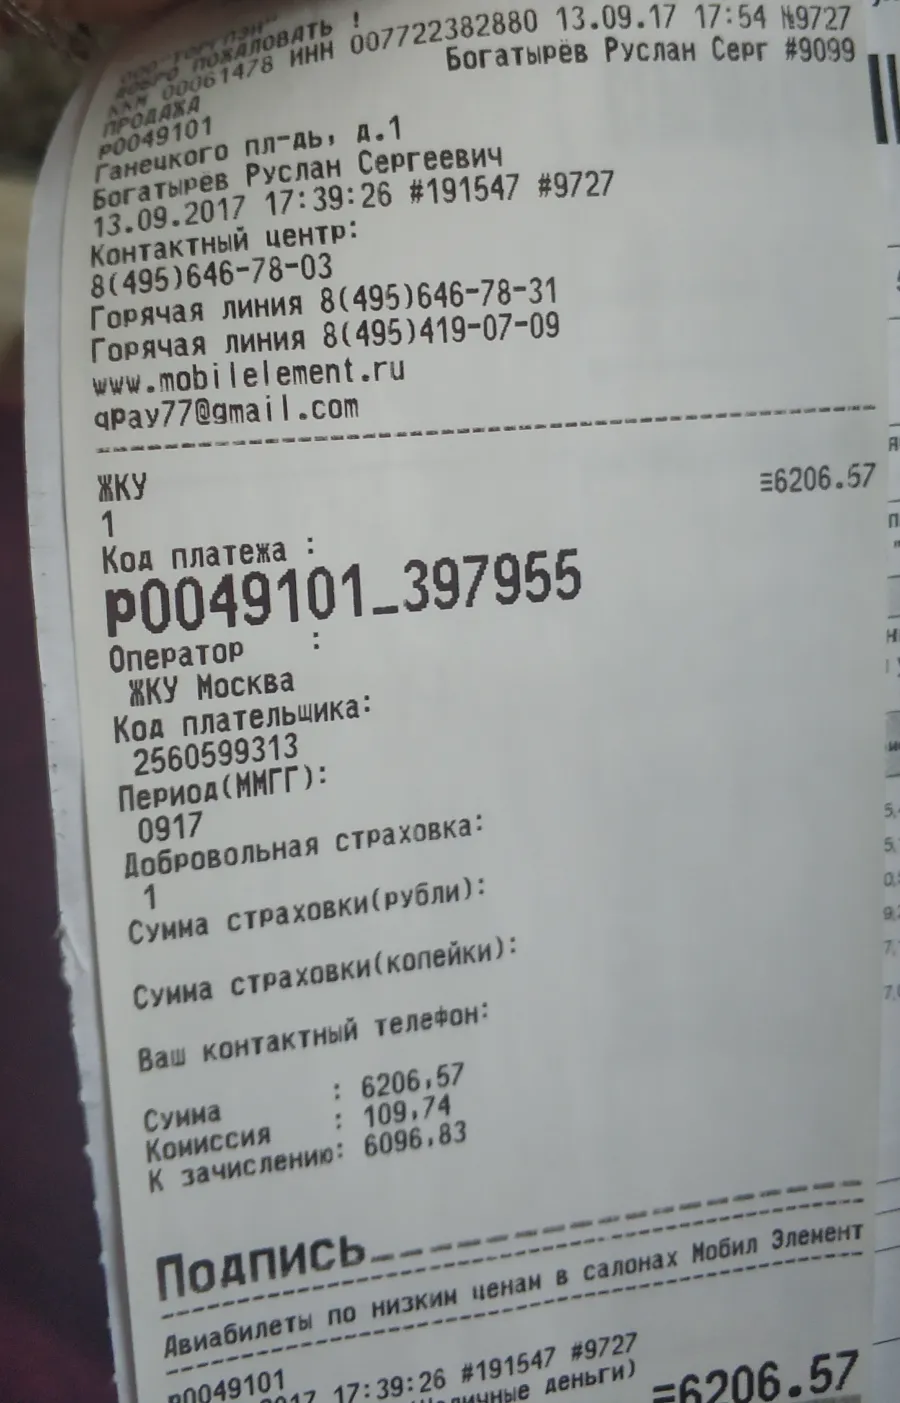 ООО "ТОРГПЭН"
ДОБРО ПОЖАЛОВАТЬ !
ККМ 00061478 ИНН 007722382880 13.09.17 17:54 №9727
ПРОДАЖА Богатырёв Руслан Серг #9099
P0049101
Ганецкого пл-дь, д.1
Богатырёв Руслан Сергеевич
13.09.2017 17:39:26 #191547 #9727
Контактный центр:
8(495)646-78-03
Горячая линия 8(495)646-78-31
Горячая линия 8(495)419-07-09
www.mobilelement.ru
qpay77@gmail.com
ЖКУ
1 ≡6206.57
Код платежа :
P0049101_397955
Оператор :
ЖКУ Москва
Код плательщика:
2560599313
Период(ММГГ):
0917
Добровольная страховка:
1
Сумма страховки(рубли):
Сумма страховки(копейки):
Ваш контактный телефон:
Сумма : 6206,57
Комиссия : 109,74
К зачислению: 6096,83
Подпись
Авиабилеты по низким ценам в салонах Мобил Элемент
P0049101
17:39:26 #191547 #9727
деньги)
≡6206.57